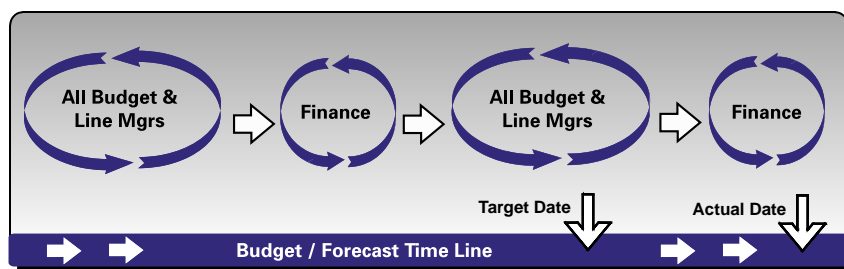 All Budget &
Line Mgrs
Finance
All Budget &
Line Mgrs
Finance
Target Date
Actual Date
Budget / Forecast Time Line